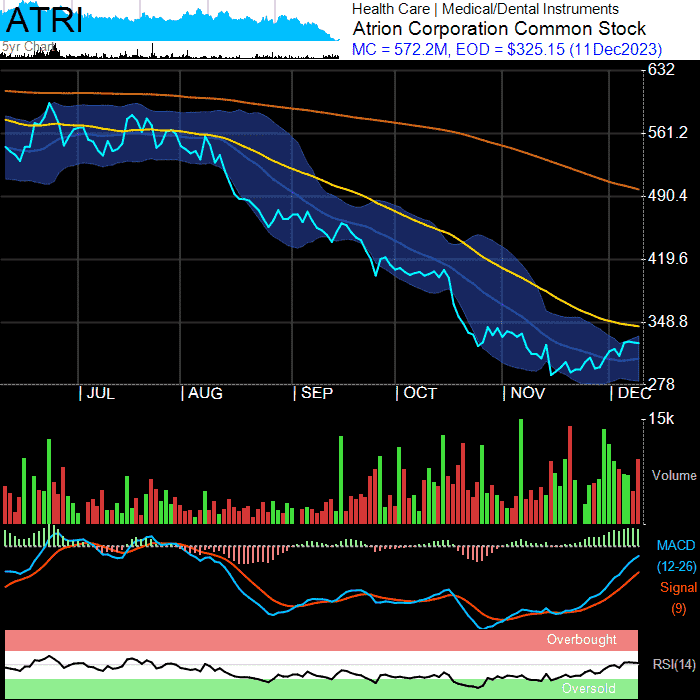 ATRI
5yr Chart
Health Care | Medical/Dental Instruments
Atrion Corporation Common Stock
MC = 572.2M, EOD = $325.15 (11Dec2023)
632
561.2
490.4
419.6
348.8
278
JUL
AUG
SEP
OCT
NOV
DEC
15k
Volume
MACD
(12-26)
Signal
(9)
Overbought
RSI(14)
Oversold